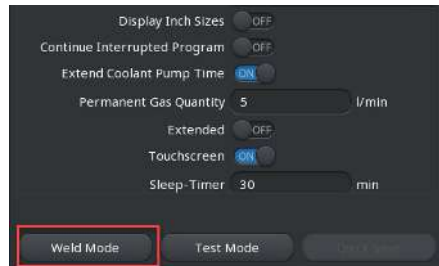 Display Inch Sizes OFF
Continue Interrupted Program OFF
Extend Coolant Pump Time ON
Permanent Gas Quantity 5 l/min
Extended OFF
Touchscreen ON
Sleep-Timer 30 min
Weld Mode Test Mode